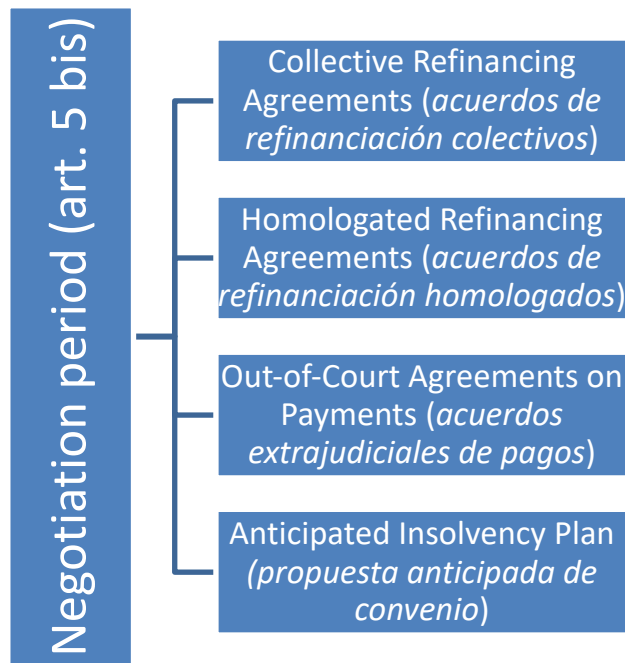 Negotiation period (art. 5 bis)
Collective Refinancing
Agreements (acuerdos de
refinanciación colectivos)
Homologated Refinancing
Agreements (acuerdos de
refinanciación homologados)
Out-of-Court Agreements on
Payments (acuerdos
extrajudiciales de pagos)
Anticipated Insolvency Plan
(propuesta anticipada de
convenio)